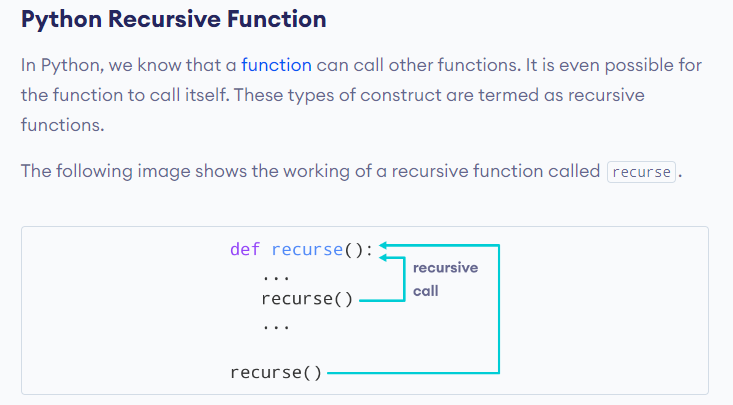 Python Recursive Function
In Python, we know that a function can call other functions. It is even possible for
the function to call itself. These types of construct are termed as recursive
functions.
The following image shows the working of a recursive function called recurse.
def recurse():
...
recursive
call
recurse()
...
recurse()